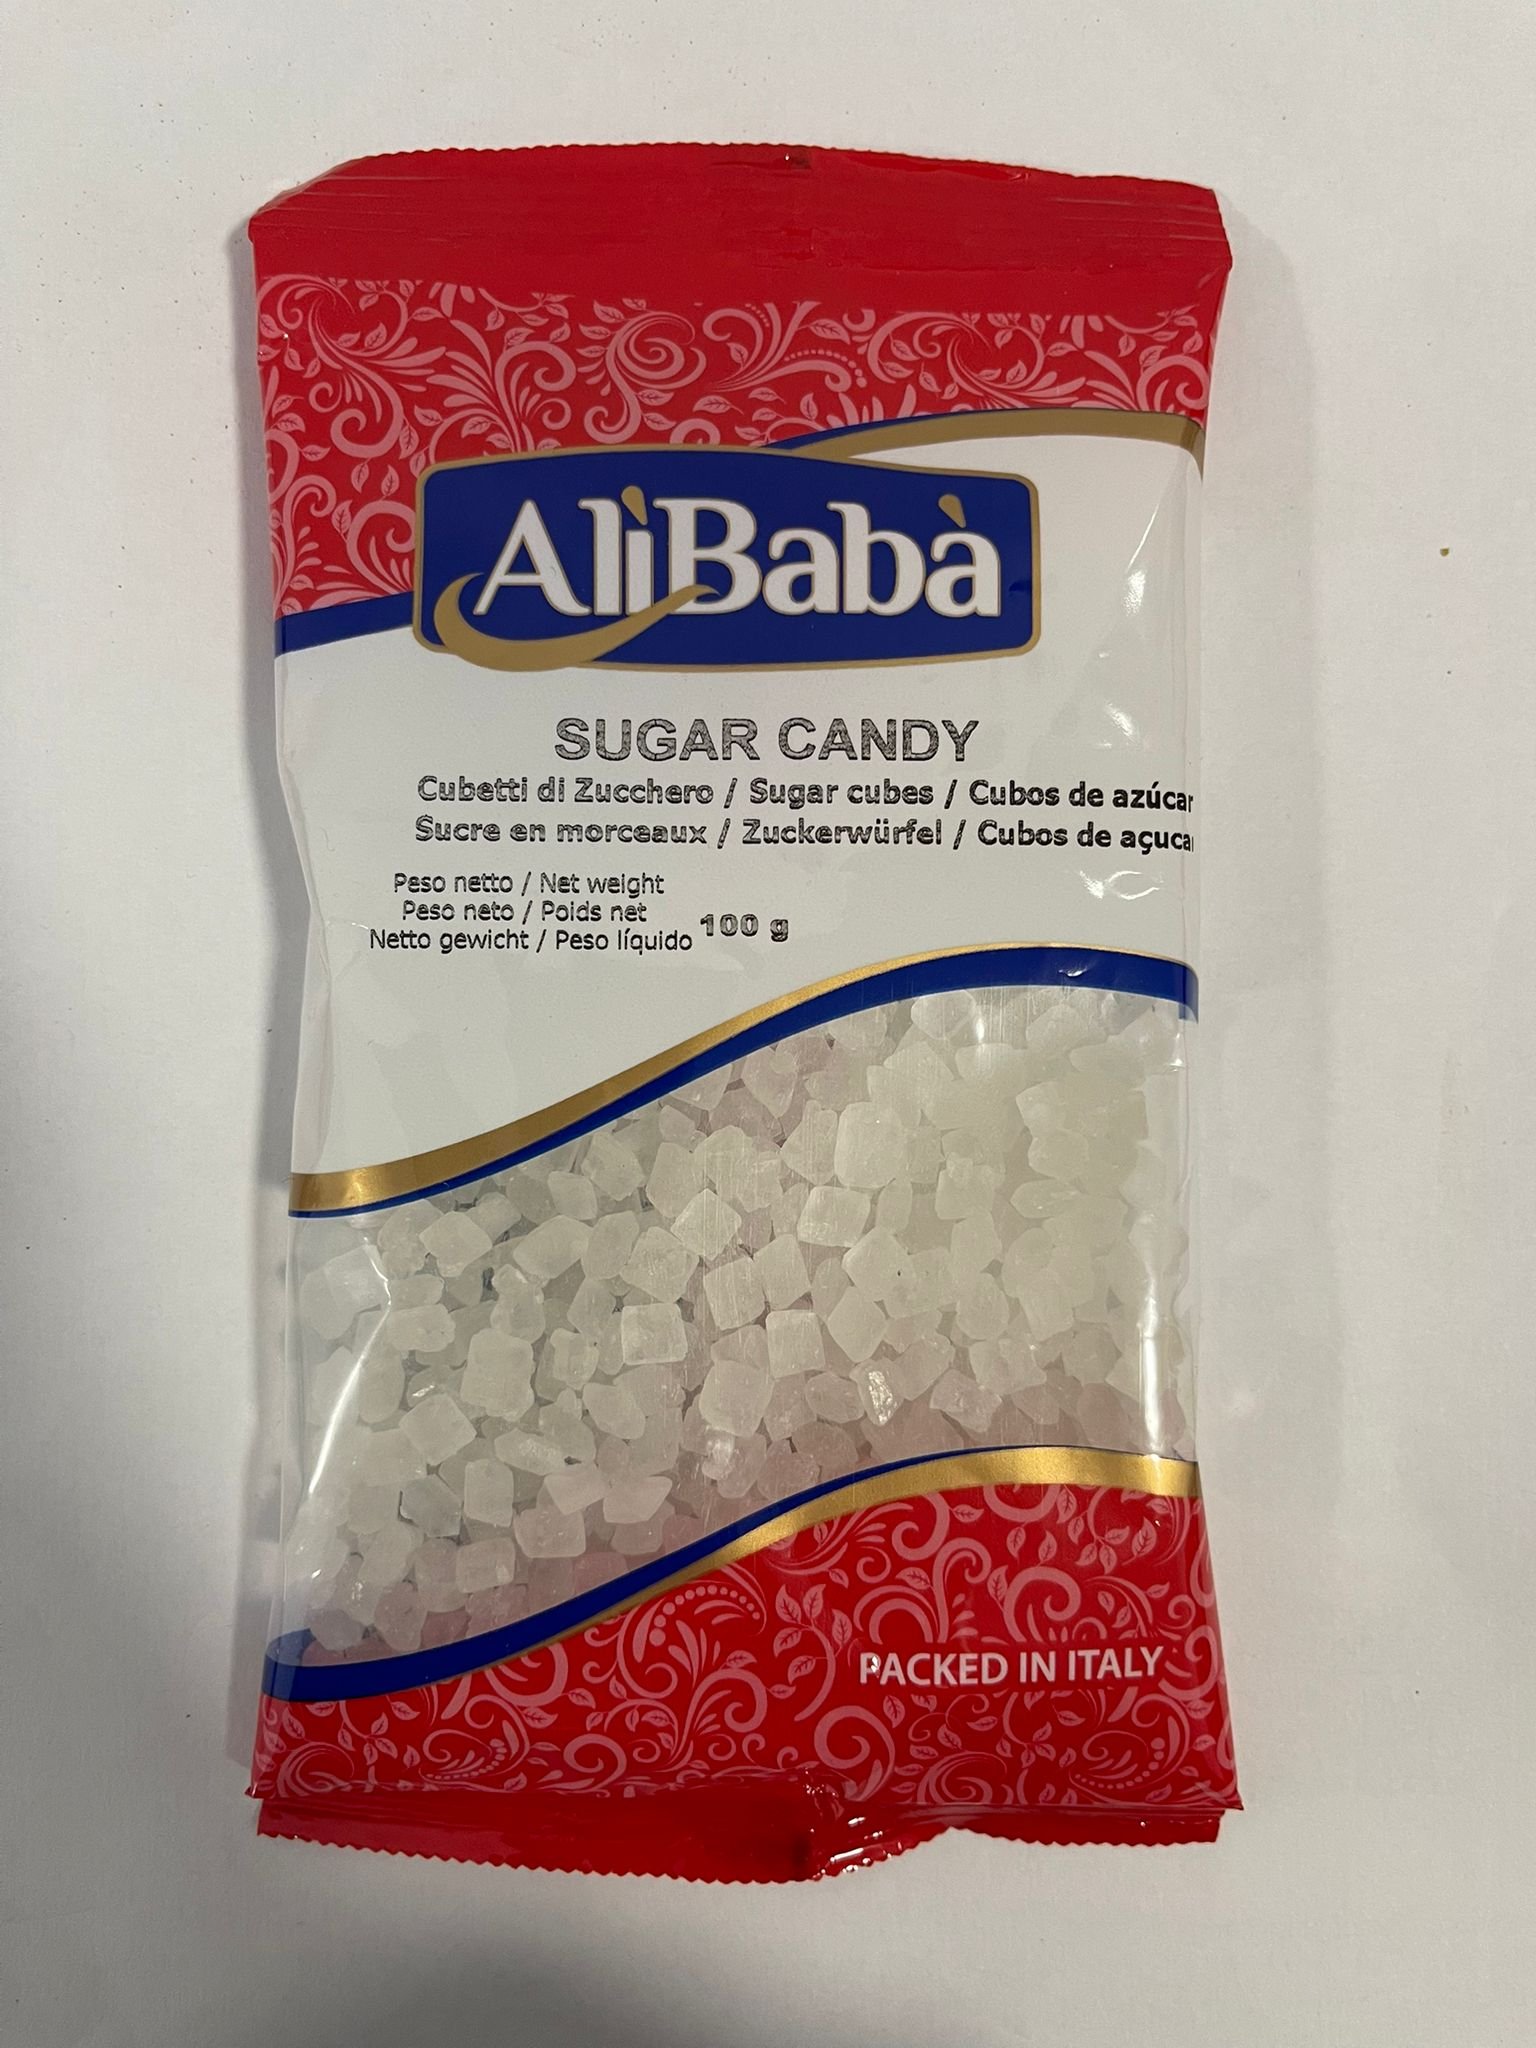 AlìBabà
SUGAR CANDY
Cubetti di Zucchero / Sugar cubes / Cubos de azúcar
Sucre en morceaux / Zuckerwürfel / Cubos de açucar
Peso netto / Net weight
Peso neto / Poids net
Netto gewicht / Peso líquido
100 g
PACKED IN ITALY